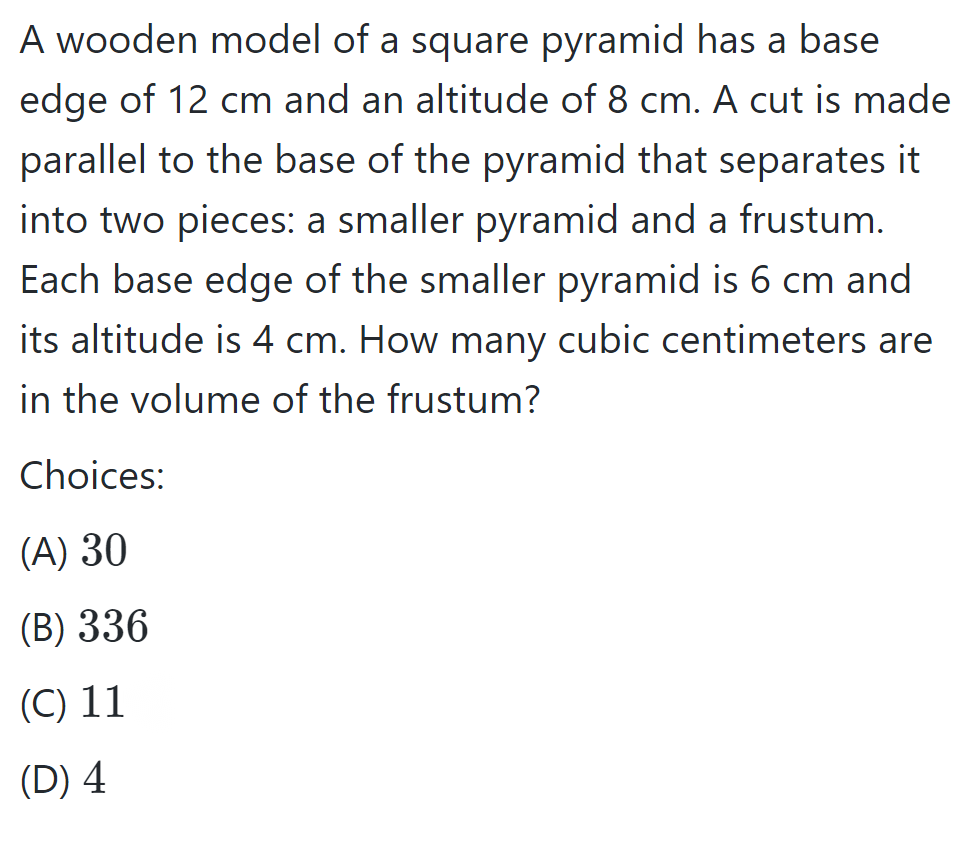 A wooden model of a square pyramid has a base
edge of 12 cm and an altitude of 8 cm. A cut is made
parallel to the base of the pyramid that separates it
into two pieces: a smaller pyramid and a frustum.
Each base edge of the smaller pyramid is 6 cm and
its altitude is 4 cm. How many cubic centimeters are
in the volume of the frustum?
Choices:
(A) 30
(B) 336
(C) 11
(D) 4